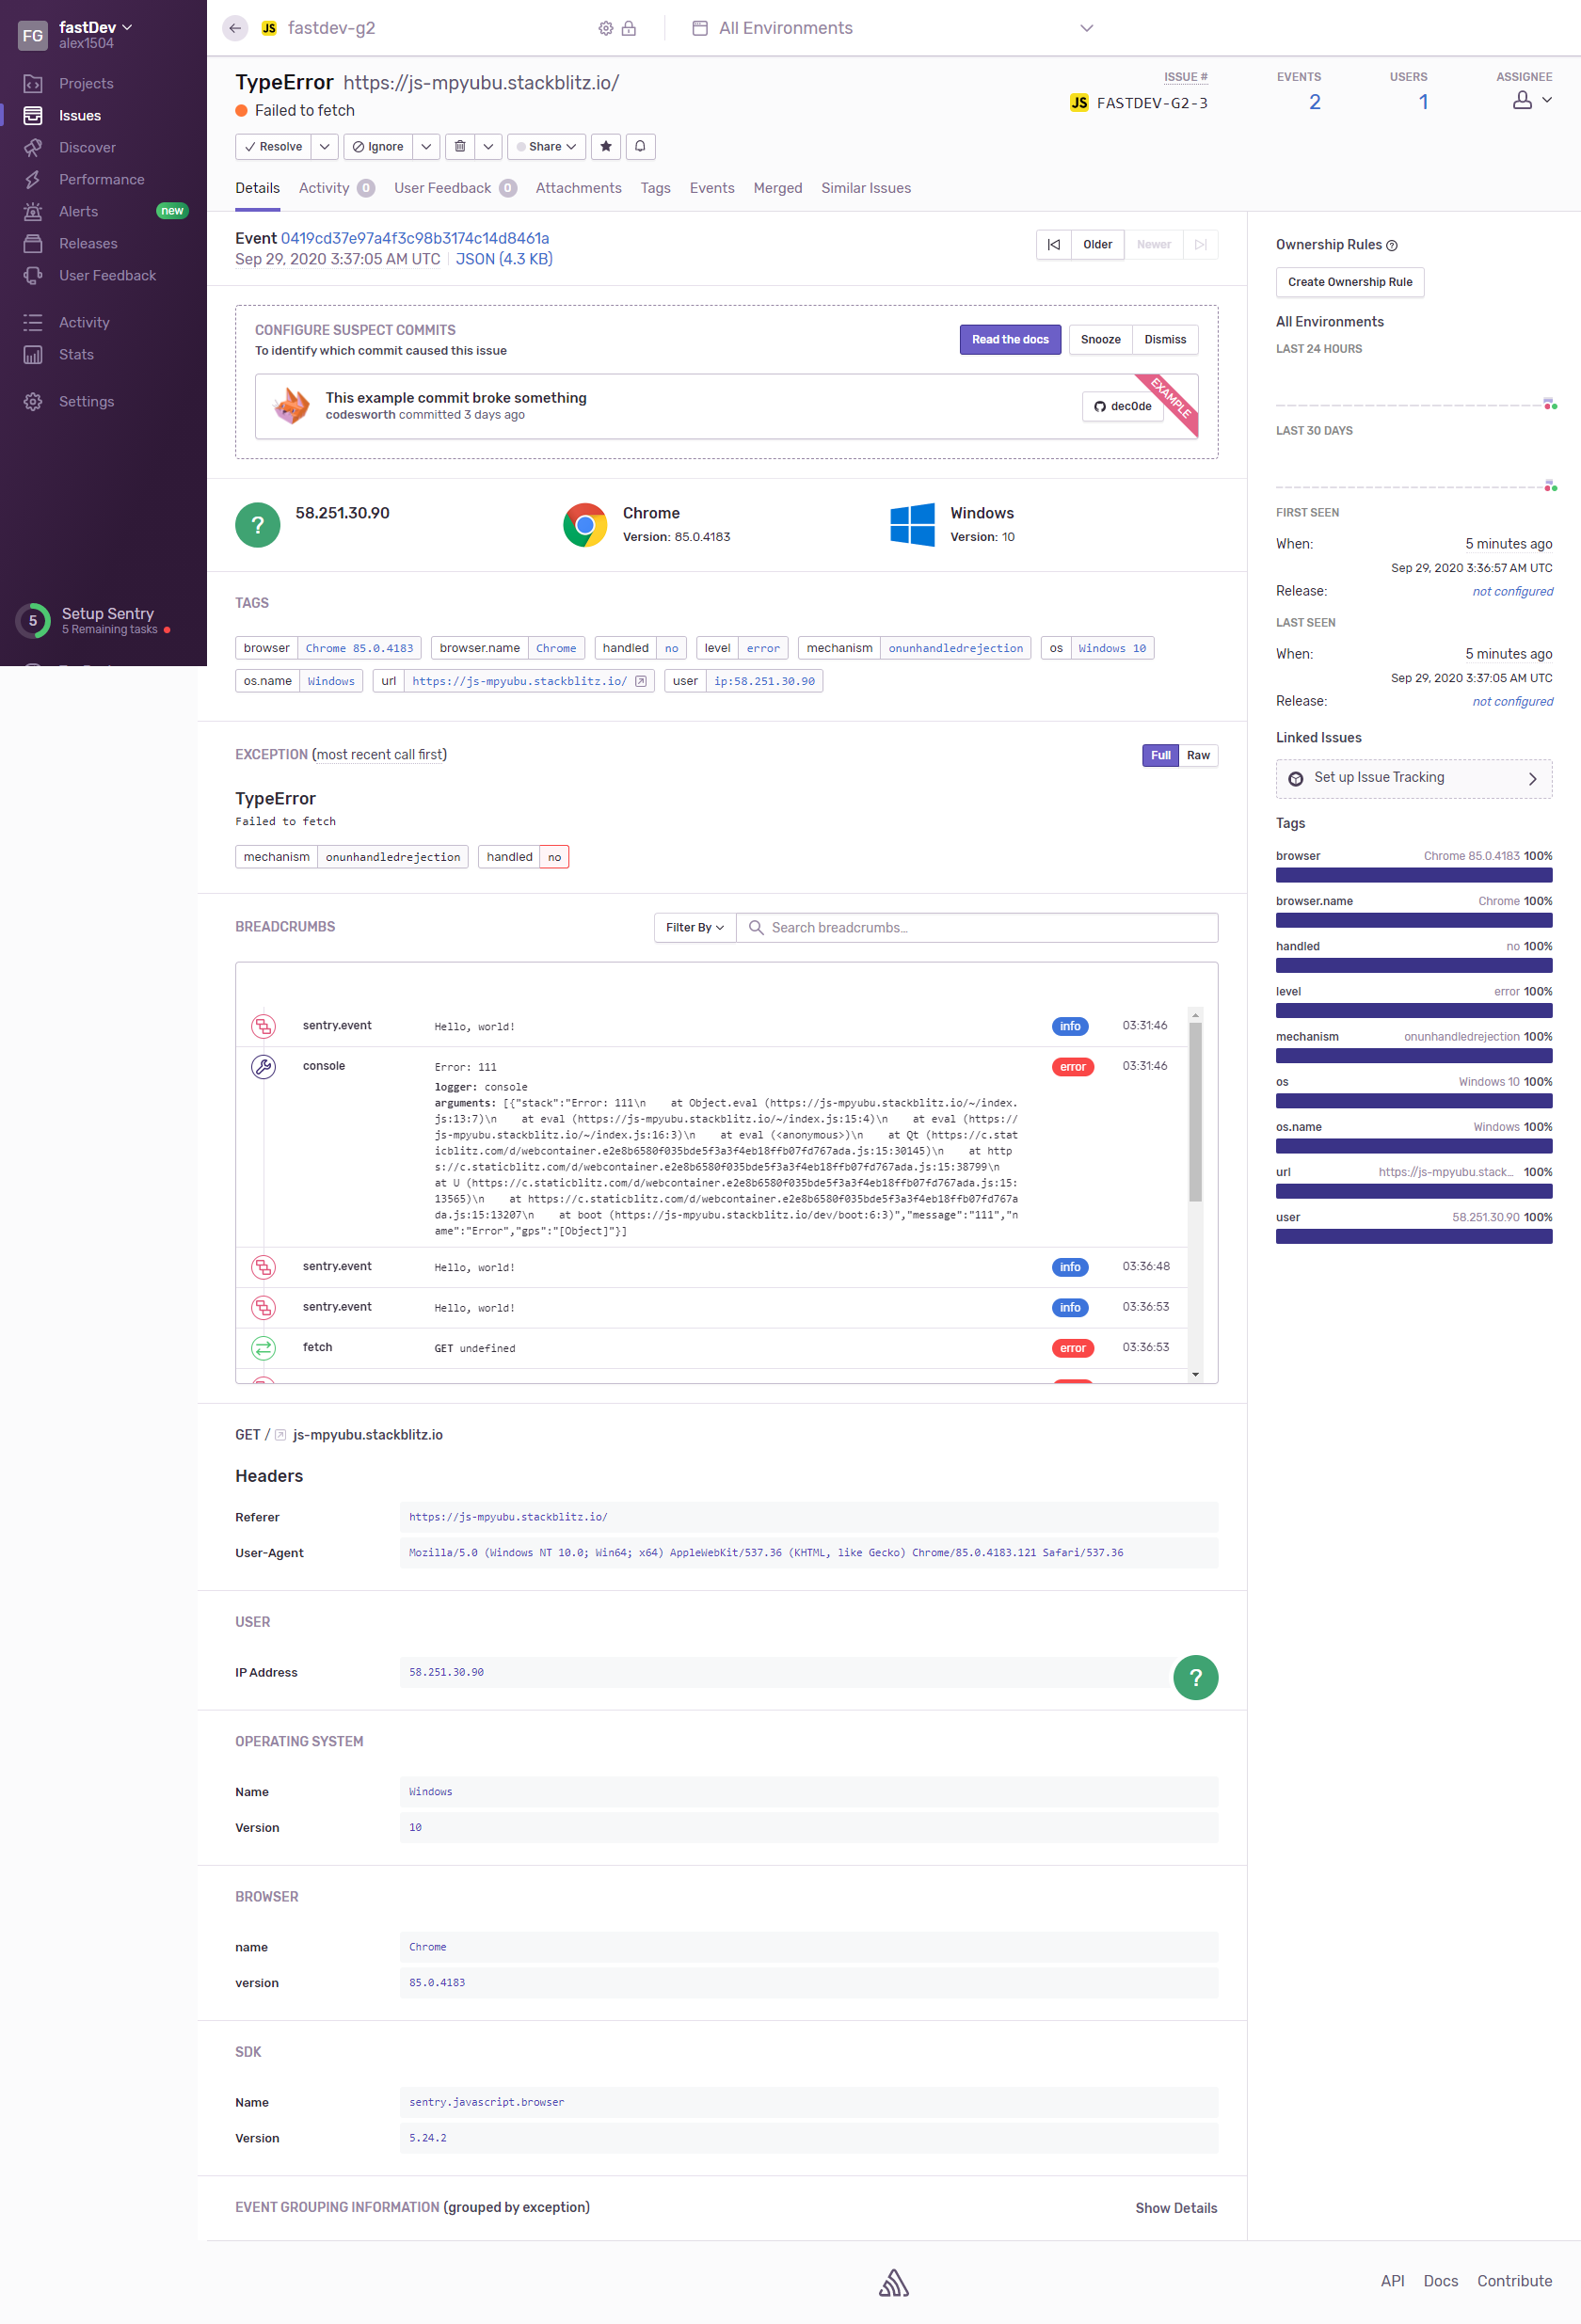 FG
fastDev
alex1504
Projects
Issues
Discover
Performance
Alerts new
Releases
User Feedback
Activity
Stats
Settings
5
Setup Sentry
5 Remaining tasks
JS fastdev-g2
All Environments
TypeError https://js-mpyubu.stackblitz.io/
Failed to fetch
ISSUE # EVENTS USERS ASSIGNEE
JS FASTDEV-G2-3 2 1
Resolve Ignore Share
Details Activity 0 User Feedback 0 Attachments Tags Events Merged Similar Issues
Event 0419cd37e97a4f3c98b3174c14d8461a
Sep 29, 2020 3:37:05 AM UTC JSON (4.3 KB)
Older Newer
CONFIGURE SUSPECT COMMITS
To identify which commit caused this issue
Read the docs Snooze Dismiss
This example commit broke something
codesworth committed 3 days ago
dec0de
EXAMPLE
? 58.251.30.90
Chrome
Version: 85.0.4183
Windows
Version: 10
TAGS
browser Chrome 85.0.4183 browser.name Chrome handled no level error mechanism onunhandledrejection os Windows 10
os.name Windows url https://js-mpyubu.stackblitz.io/ user ip:58.251.30.90
EXCEPTION (most recent call first)
Full Raw
TypeError
Failed to fetch
mechanism onunhandledrejection handled no
BREADCRUMBS
Filter By Search breadcrumbs...
sentry.event Hello, world! info 03:31:46
console Error: 111 error 03:31:46
logger: console
arguments: [{"stack":"Error: 111\n    at Object.eval (https://js-mpyubu.stackblitz.io/~/index.
js:13:7)\n    at eval (https://js-mpyubu.stackblitz.io/~/index.js:15:4)\n    at eval (https://
js-mpyubu.stackblitz.io/~/index.js:16:3)\n    at eval (<anonymous>)\n    at Qt (https://c.stat
icblitz.com/d/webcontainer.e2e8b6580f035bde5f3a3f4eb18ffb07fd767ada.js:15:30145)\n    at http
s://c.staticblitz.com/d/webcontainer.e2e8b6580f035bde5f3a3f4eb18ffb07fd767ada.js:15:38799\n
at U (https://c.staticblitz.com/d/webcontainer.e2e8b6580f035bde5f3a3f4eb18ffb07fd767ada.js:15:
13565)\n    at https://c.staticblitz.com/d/webcontainer.e2e8b6580f035bde5f3a3f4eb18ffb07fd767a
da.js:15:13207\n    at boot (https://js-mpyubu.stackblitz.io/dev/boot:6:3)","message":"111","n
ame":"Error","gps":"[Object]"}]
sentry.event Hello, world! info 03:36:48
sentry.event Hello, world! info 03:36:53
fetch GET undefined error 03:36:53
GET / js-mpyubu.stackblitz.io
Headers
Referer https://js-mpyubu.stackblitz.io/
User-Agent Mozilla/5.0 (Windows NT 10.0; Win64; x64) AppleWebKit/537.36 (KHTML, like Gecko) Chrome/85.0.4183.121 Safari/537.36
USER
IP Address 58.251.30.90 ?
OPERATING SYSTEM
Name Windows
Version 10
BROWSER
name Chrome
version 85.0.4183
SDK
Name sentry.javascript.browser
Version 5.24.2
EVENT GROUPING INFORMATION (grouped by exception) Show Details
Ownership Rules
Create Ownership Rule
All Environments
LAST 24 HOURS
LAST 30 DAYS
FIRST SEEN
When: 5 minutes ago
Sep 29, 2020 3:36:57 AM UTC
Release: not configured
LAST SEEN
When: 5 minutes ago
Sep 29, 2020 3:37:05 AM UTC
Release: not configured
Linked Issues
Set up Issue Tracking
Tags
browser Chrome 85.0.4183 100%
browser.name Chrome 100%
handled no 100%
level error 100%
mechanism onunhandledrejection 100%
os Windows 10 100%
os.name Windows 100%
url https://js-mpyubu.stack... 100%
user 58.251.30.90 100%
API Docs Contribute